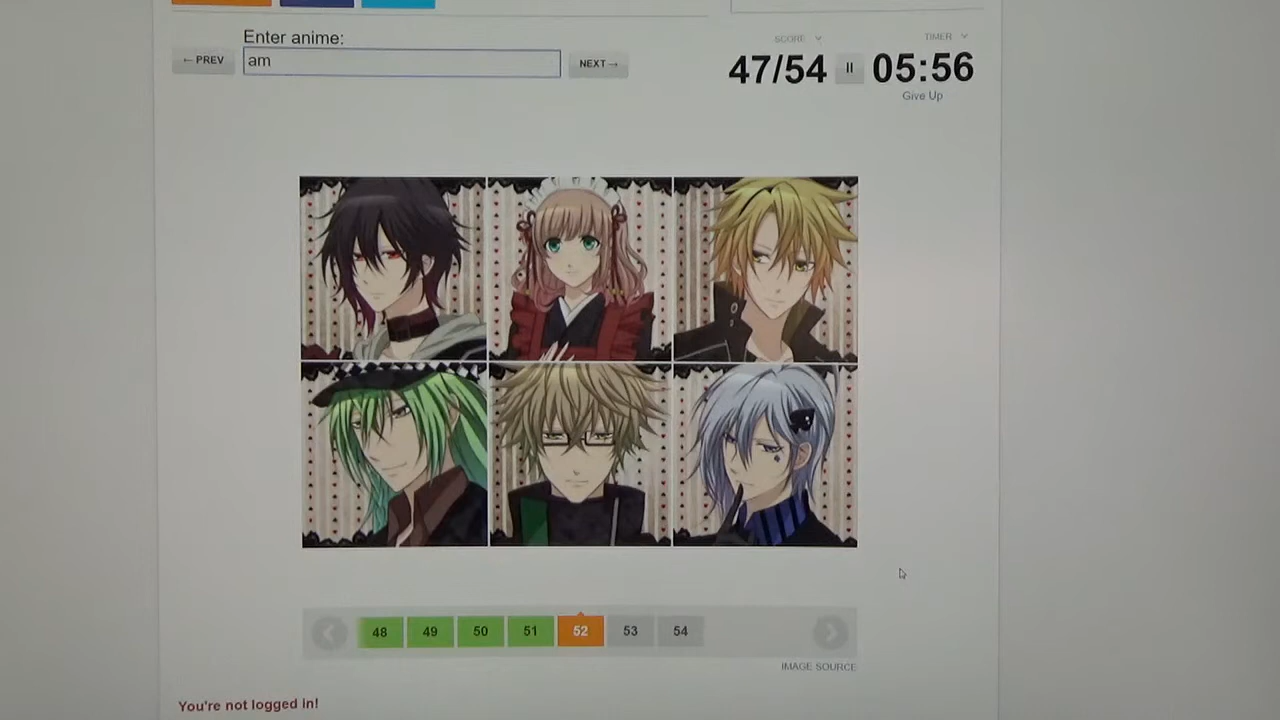 Enter anime:
← PREV
am
NEXT →
SCORE
47/54
TIMER
05:56
Give Up
48 49 50 51 52 53 54
IMAGE SOURCE
You're not logged in!